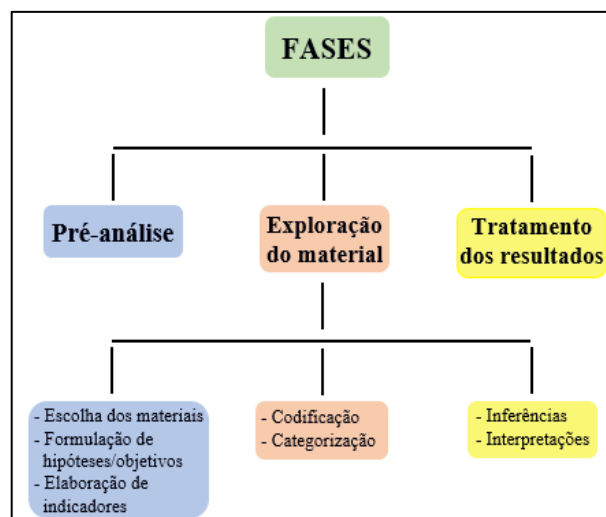 FASES
Pré-análise
Exploração
do material
Tratamento
dos resultados
- Escolha dos materiais
- Formulação de
hipóteses/objetivos
- Elaboração de
indicadores
- Codificação
- Categorização
- Inferências
- Interpretações